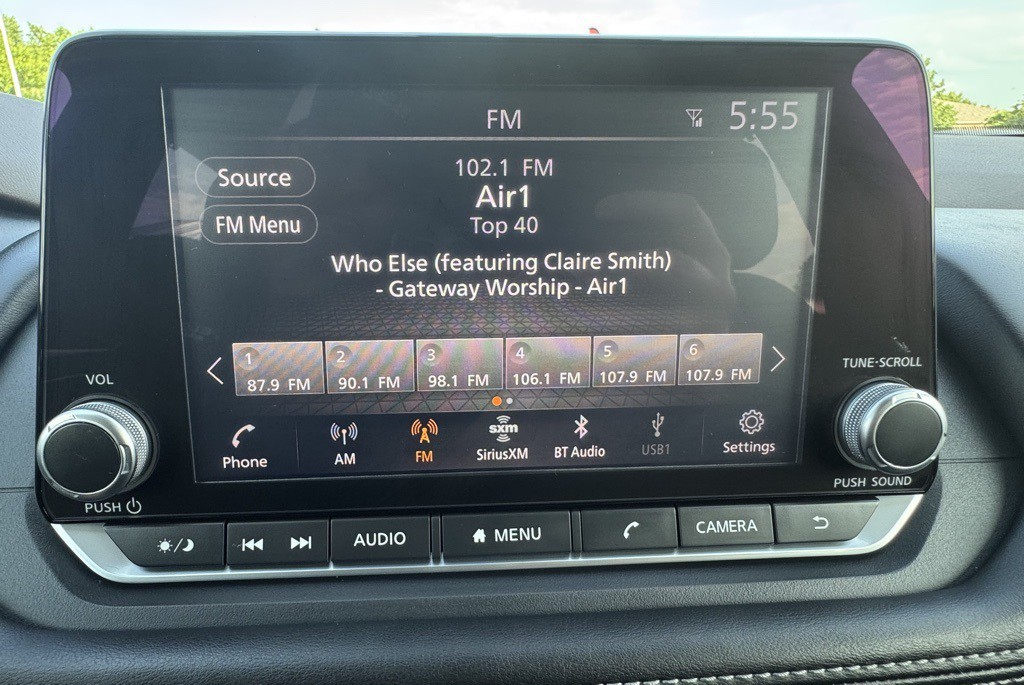 FM
5:55
Source
FM Menu
102.1 FM
Air1
Top 40
Who Else (featuring Claire Smith)
- Gateway Worship - Air1
1 87.9 FM
2 90.1 FM
3 98.1 FM
4 106.1 FM
5 107.9 FM
6 107.9 FM
Phone
AM
FM
sxm
SiriusXM
BT Audio
USB1
Settings
VOL
PUSH
TUNE·SCROLL
PUSH SOUND
AUDIO
MENU
CAMERA